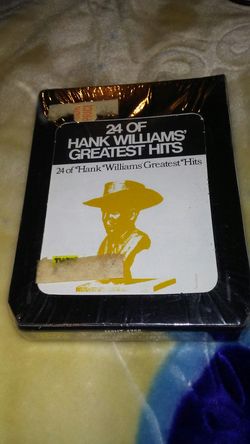 24 OF
HANK WILLIAMS'
GREATEST HITS
24 of "Hank" Williams Greatest "Hits